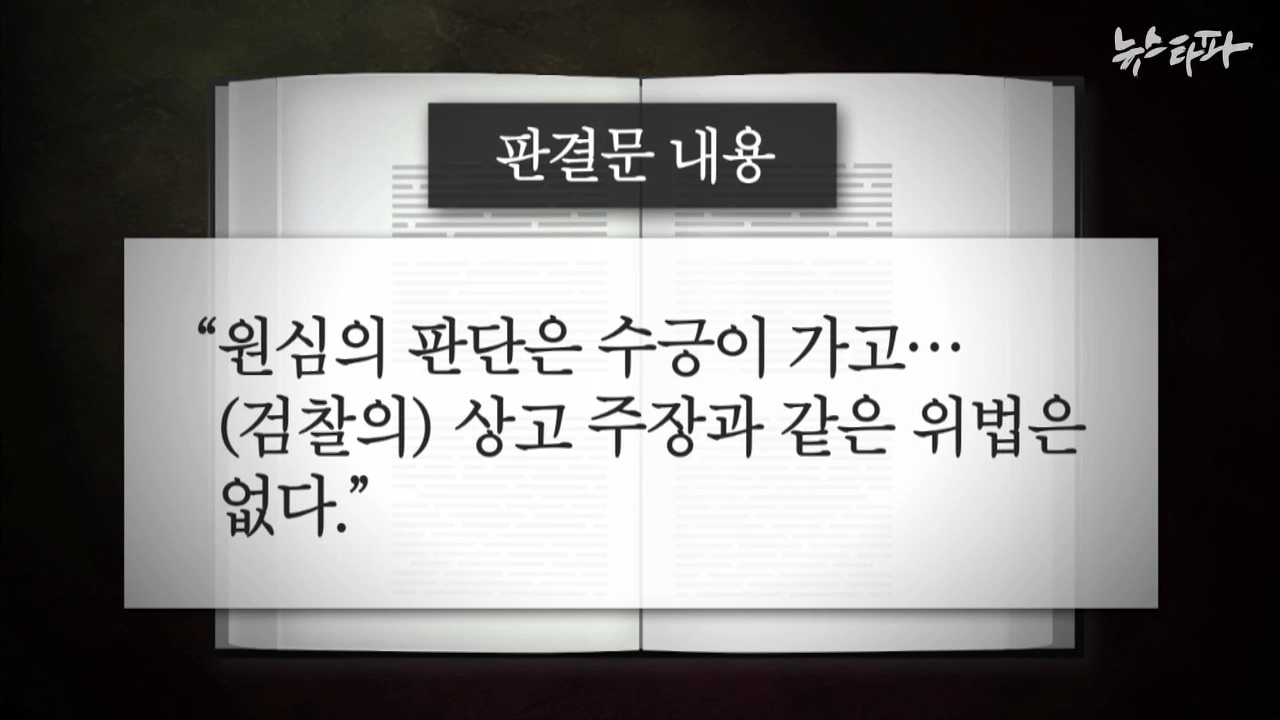 뉴스타파
판결문 내용
“원심의 판단은 수긍이 가고…
(검찰의) 상고 주장과 같은 위법은
없다.”